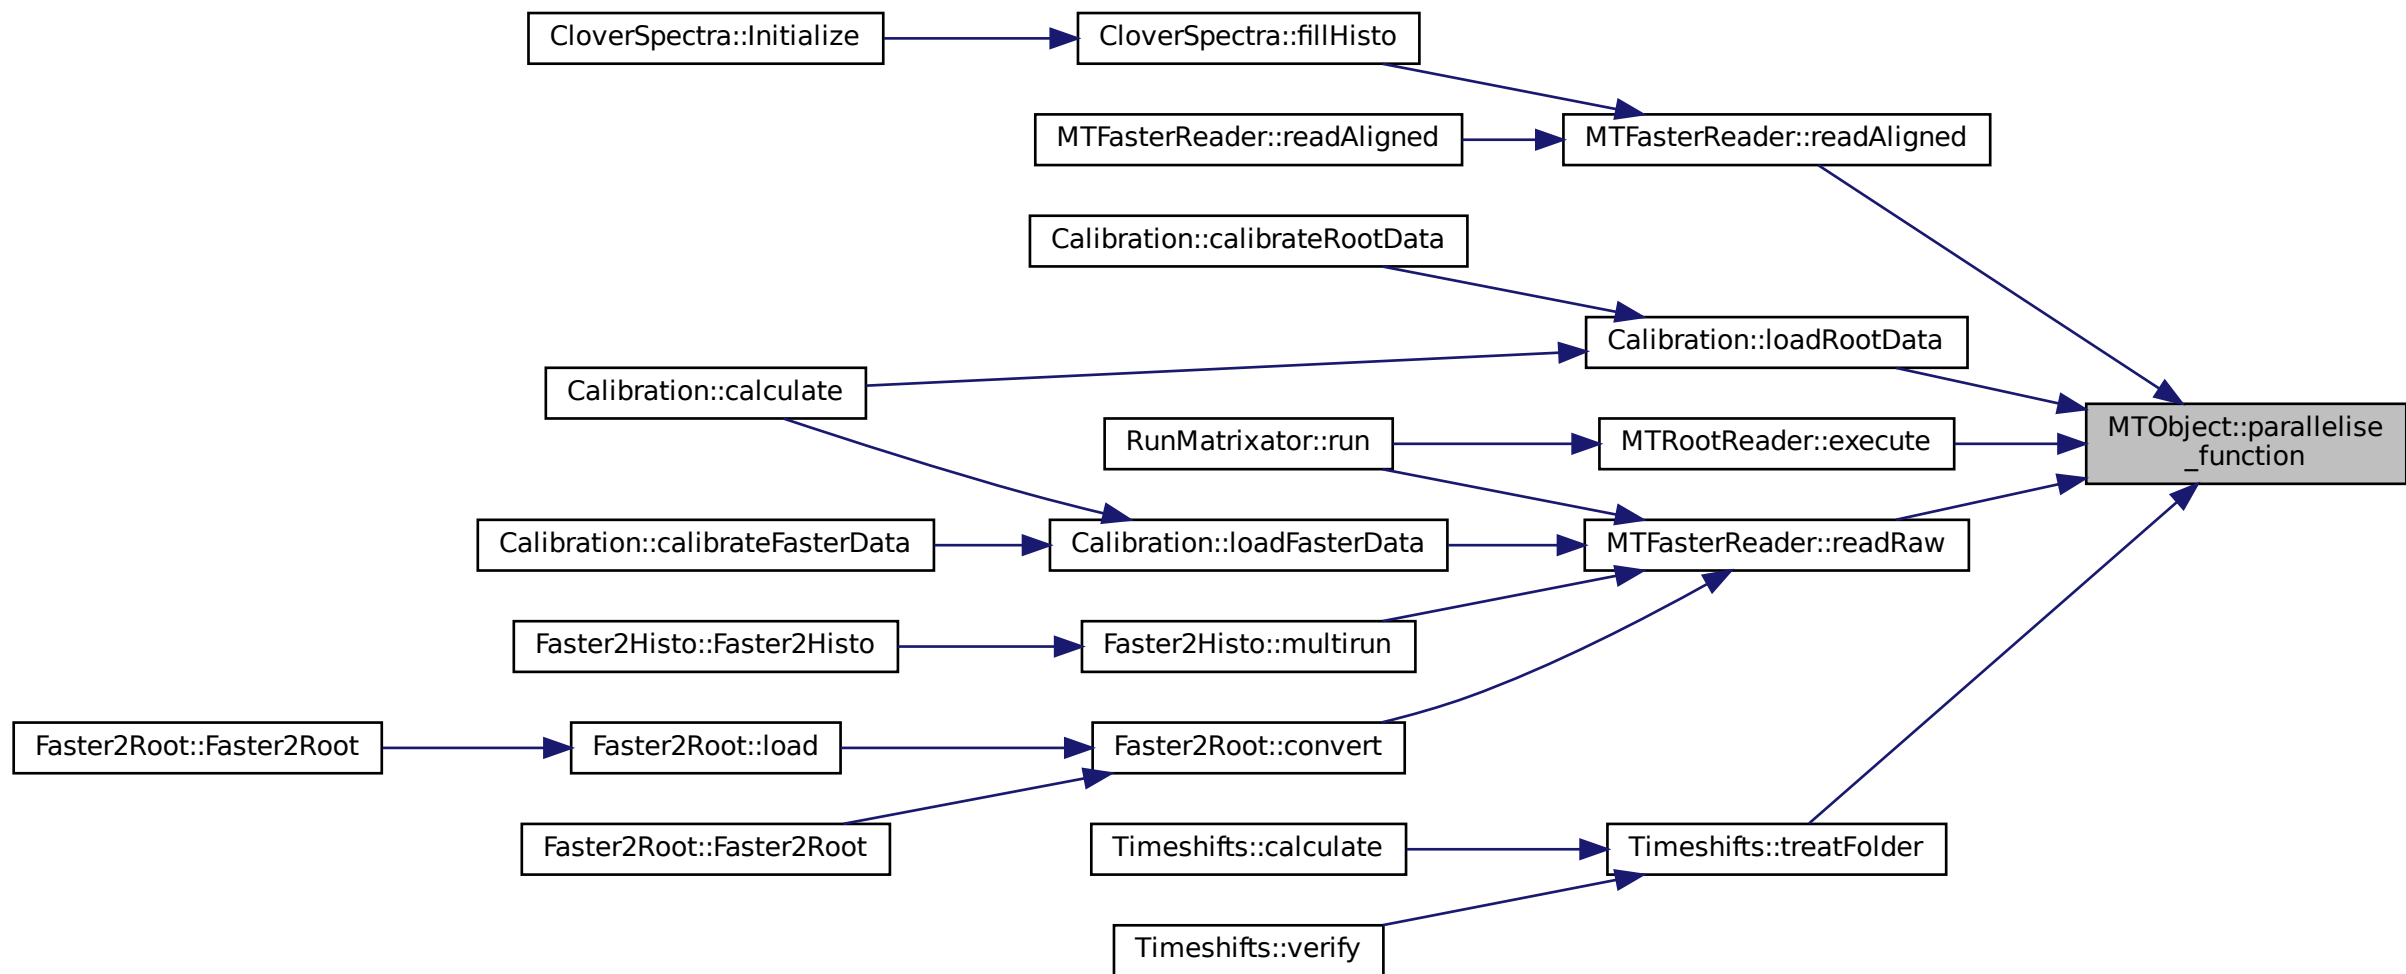 CloverSpectra::Initialize
CloverSpectra::fillHisto
MTFasterReader::readAligned
MTFasterReader::readAligned
Calibration::calibrateRootData
Calibration::loadRootData
Calibration::calculate
MTObject::parallelise
_function
RunMatrixator::run
MTRootReader::execute
Calibration::calibrateFasterData
Calibration::loadFasterData
MTFasterReader::readRaw
Faster2Histo::Faster2Histo
Faster2Histo::multirun
Faster2Root::Faster2Root
Faster2Root::load
Faster2Root::convert
Faster2Root::Faster2Root
Timeshifts::calculate
Timeshifts::treatFolder
Timeshifts::verify